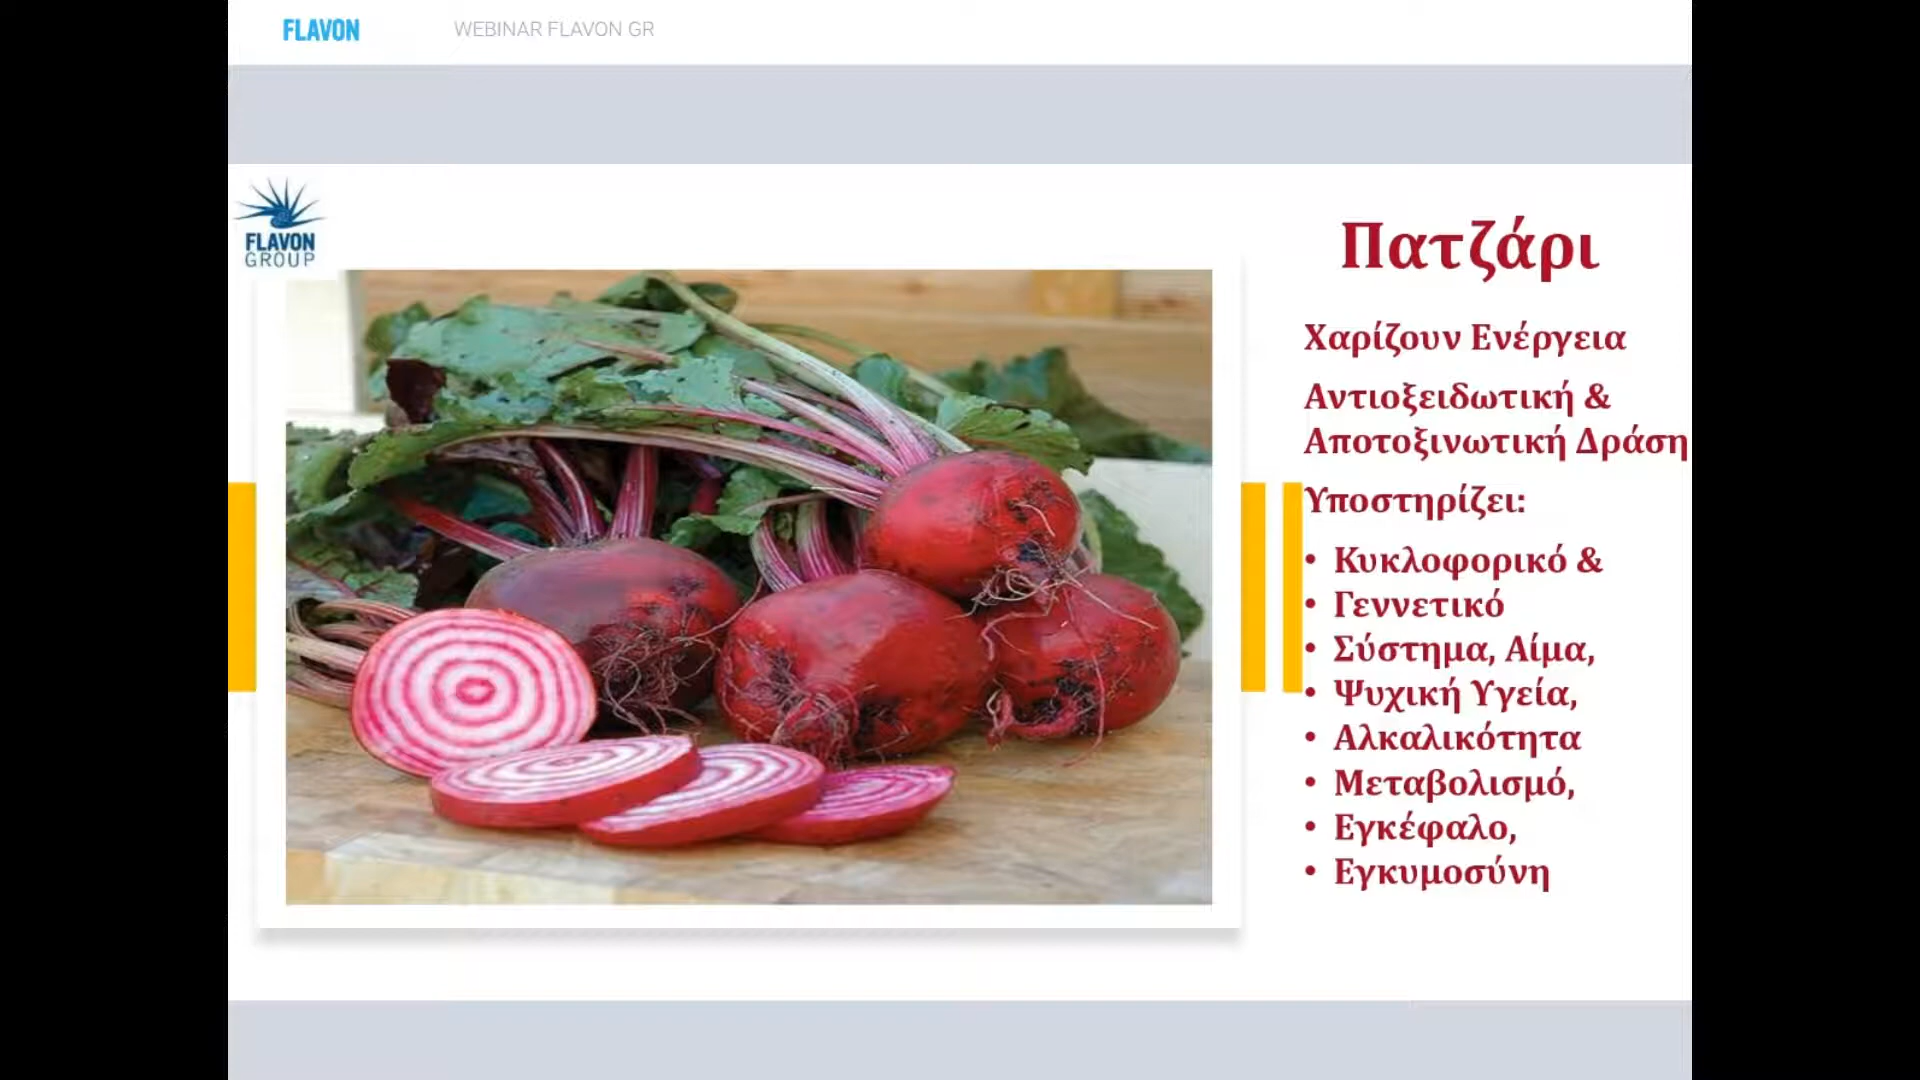 FLAVON
WEBINAR FLAVON GR
FLAVON
GROUP
Πατζάρι
Χαρίζουν Ενέργεια
Αντιοξειδωτική &
Αποτοξινωτική Δράση
Υποστηρίζει:
• Κυκλοφορικό &
• Γεννετικό
• Σύστημα, Αίμα,
• Ψυχική Υγεία,
• Αλκαλικότητα
• Μεταβολισμό,
• Εγκέφαλο,
• Εγκυμοσύνη